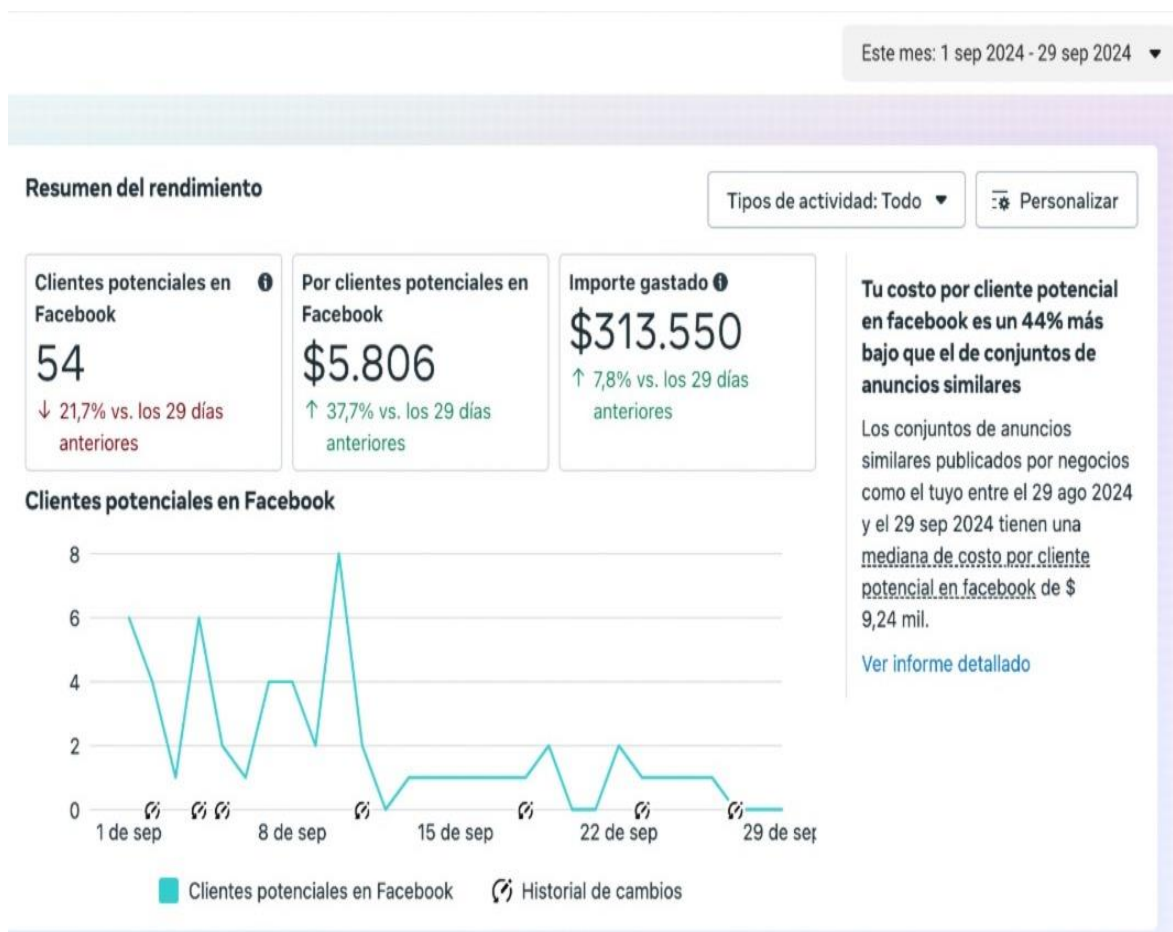 Este mes: 1 sep 2024 - 29 sep 2024
Resumen del rendimiento
Tipos de actividad: Todo
Personalizar
Clientes potenciales en
Facebook
54
↓ 21,7% vs. los 29 días
anteriores
Por clientes potenciales en
Facebook
$5.806
↑ 37,7% vs. los 29 días
anteriores
Importe gastado
$313.550
↑ 7,8% vs. los 29 días
anteriores
Tu costo por cliente potencial
en facebook es un 44% más
bajo que el de conjuntos de
anuncios similares
Los conjuntos de anuncios
similares publicados por negocios
como el tuyo entre el 29 ago 2024
y el 29 sep 2024 tienen una
mediana de costo por cliente
potencial en facebook de $
9,24 mil.
Ver informe detallado
Clientes potenciales en Facebook
8
6
4
2
0
1 de sep 8 de sep 15 de sep 22 de sep 29 de sep
Clientes potenciales en Facebook
Historial de cambios